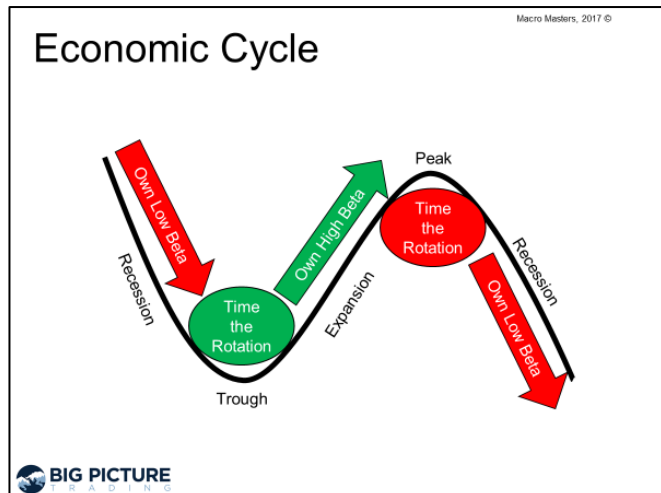 Macro Masters, 2017 ©
Economic Cycle
Peak
Own Low Beta
Own High Beta
Time
the
Rotation
Recession
Time
the
Rotation
Expansion
Recession
Own Low Beta
Trough
BIG PICTURE
TRADING